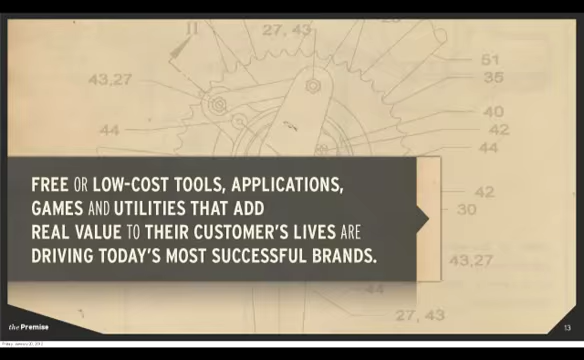 II
27, 43
51
43,27
35
40
44
42
44
FREE OR LOW-COST TOOLS, APPLICATIONS,
GAMES AND UTILITIES THAT ADD
REAL VALUE TO THEIR CUSTOMER'S LIVES ARE
DRIVING TODAY'S MOST SUCCESSFUL BRANDS.
42
30
43,27
44
27, 43
the Premise
13